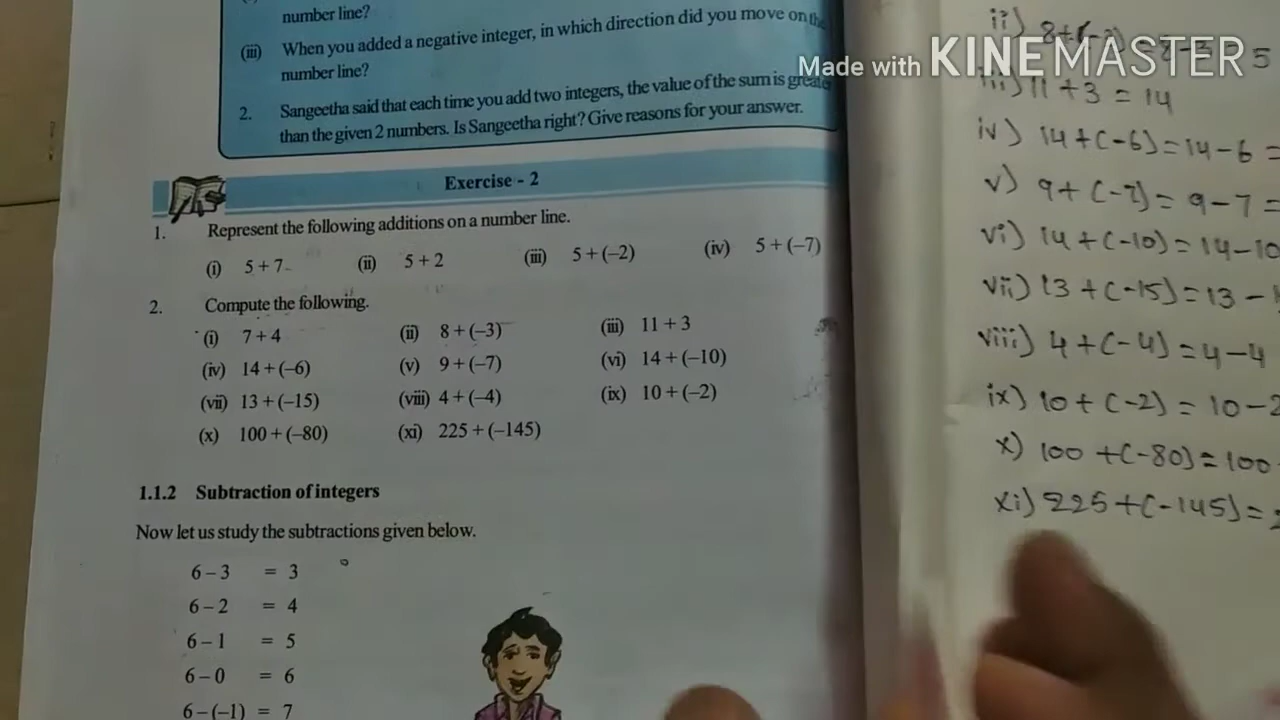 number line?
(iii) When you added a negative integer, in which direction did you move on the
number line?
2. Sangeetha said that each time you add two integers, the value of the sum is greater
than the given 2 numbers. Is Sangeetha right? Give reasons for your answer.
Exercise - 2
1. Represent the following additions on a number line.
(i) 5+7 (ii) 5+2 (iii) 5+(–2) (iv) 5+(–7)
2. Compute the following.
(i) 7+4 (ii) 8+(–3) (iii) 11+3
(iv) 14+(–6) (v) 9+(–7) (vi) 14+(–10)
(vii) 13+(–15) (viii) 4+(–4) (ix) 10+(–2)
(x) 100+(–80) (xi) 225+(–145)
1.1.2 Subtraction of integers
Now let us study the subtractions given below.
6–3 = 3
6–2 = 4
6–1 = 5
6–0 = 6
6–(–1) = 7
Made with KINEMASTER
ii) 5
iii) 11+3=14
iv) 14+(-6)=14-6=
v) 9+(-7)=9-7=
vi) 14+(-10)=14-10
vii) 13+(-15)=13-
viii) 4+(-4)=4-4
ix) 10+(-2)=10-2
x) 100+(-80)=100
xi) 225+(-145)=